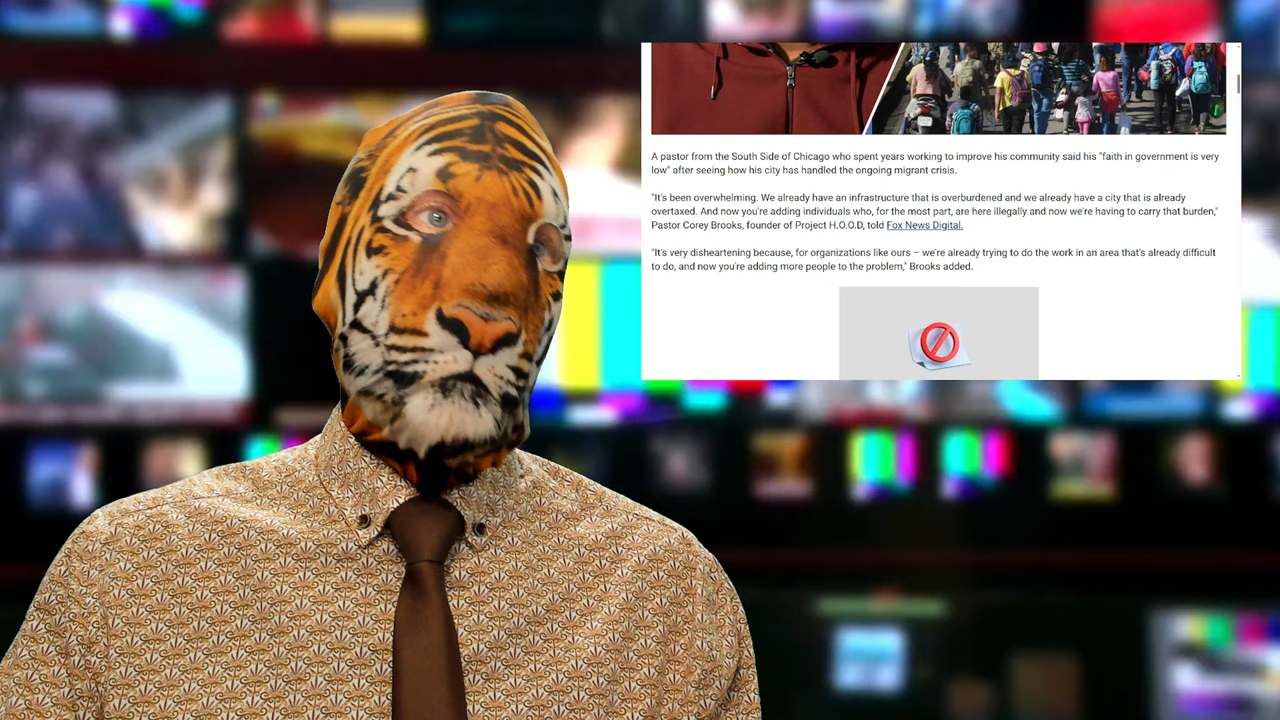 A pastor from the South Side of Chicago who spent years working to improve his community said his "faith in government is very
low" after seeing how his city has handled the ongoing migrant crisis.
"It's been overwhelming. We already have an infrastructure that is overburdened and we already have a city that is already
overtaxed. And now you're adding individuals who, for the most part, are here illegally and now we're having to carry that burden,"
Pastor Corey Brooks, founder of Project H.O.O.D, told Fox News Digital.
"It's very disheartening because, for organizations like ours – we're already trying to do the work in an area that's already difficult
to do, and now you're adding more people to the problem," Brooks added.